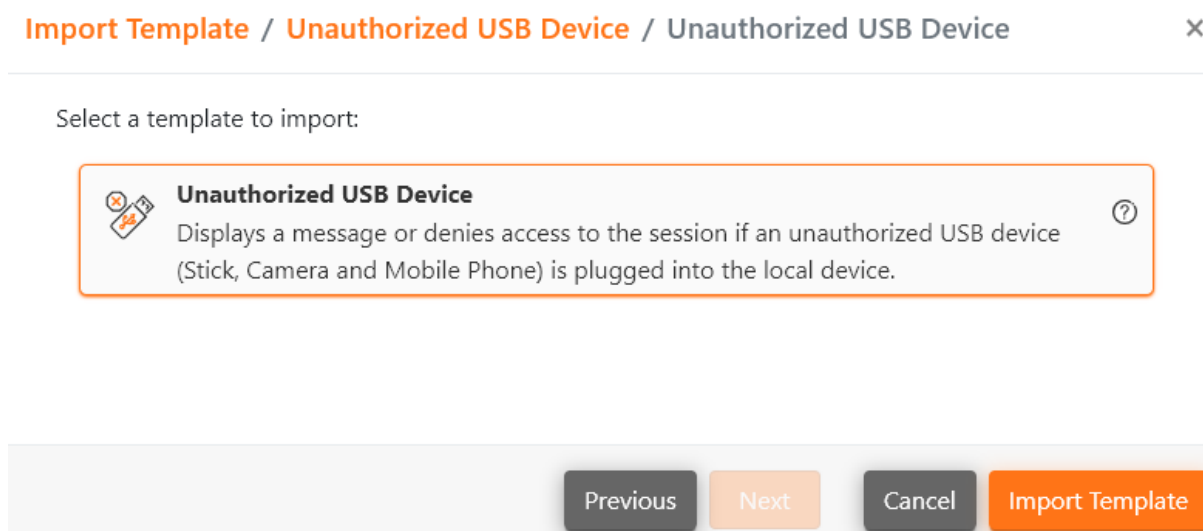 Import Template / Unauthorized USB Device / Unauthorized USB Device
Select a template to import:
Unauthorized USB Device
Displays a message or denies access to the session if an unauthorized USB device
(Stick, Camera and Mobile Phone) is plugged into the local device.
Previous Next Cancel Import Template